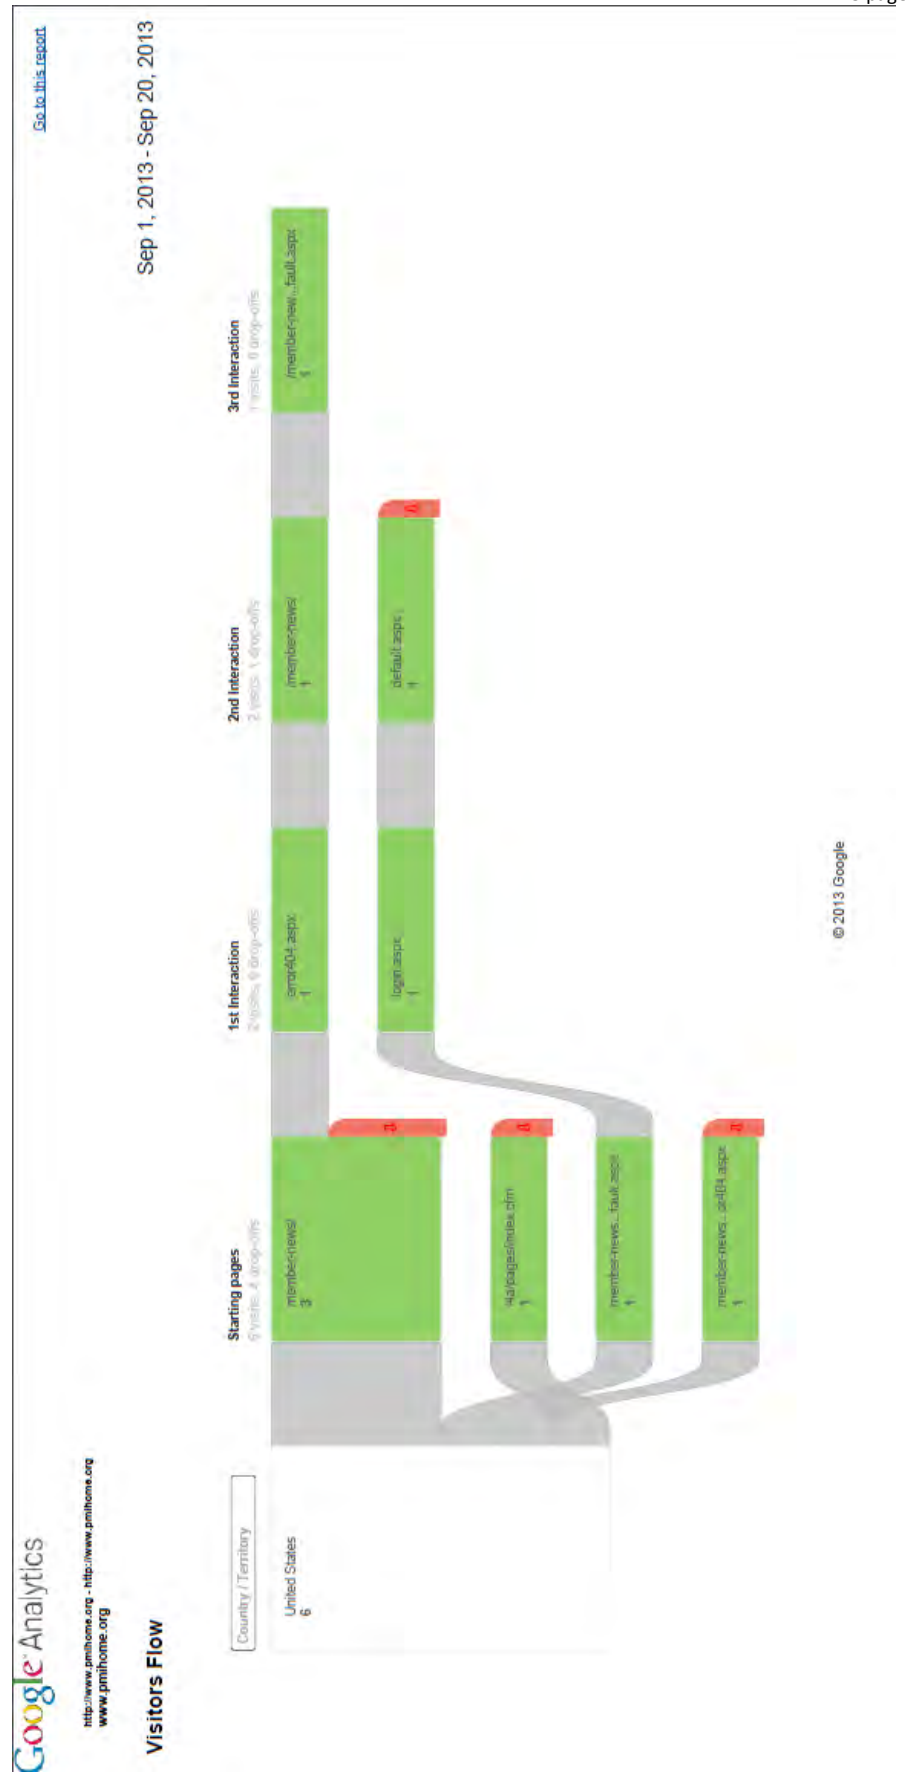 Google Analytics
Go to this report
http://www.pmihome.org - http://www.pmihome.org
www.pmihome.org
Visitors Flow
Sep 1, 2013 - Sep 20, 2013
Country / Territory
United States
6
Starting pages
6 visits, 4 drop-offs
/member-news/
3
/4a/pages/index.cfm
1
member-news...fault.aspx
1
member-news...or404.aspx
1
1st Interaction
2 visits, 0 drop-offs
error404.aspx
1
login.aspx
1
2nd Interaction
2 visits, 1 drop-offs
/member-news/
1
default.aspx
1
3rd Interaction
1 visits, 0 drop-offs
/member-new...fault.aspx
1
© 2013 Google